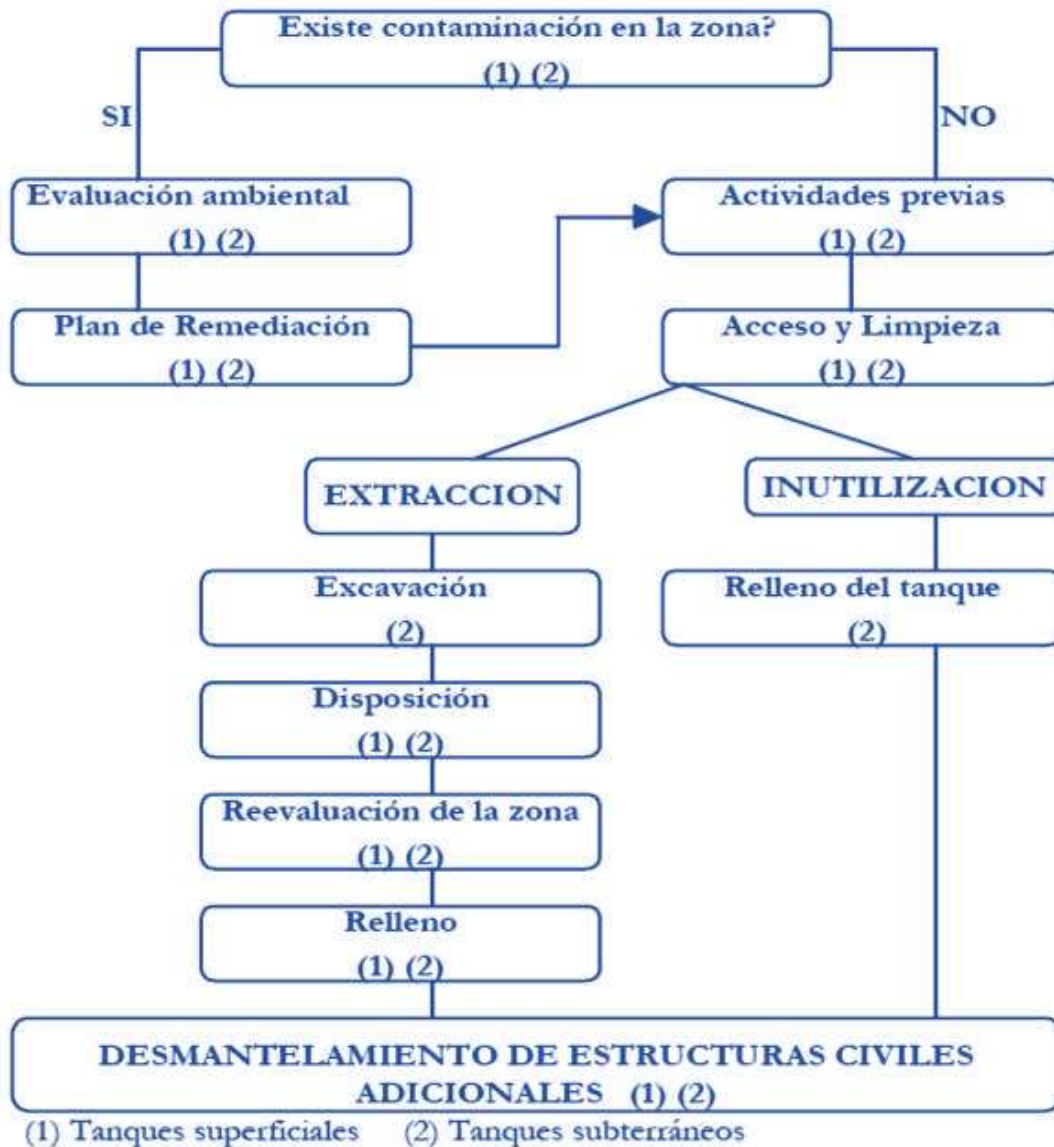 Existe contaminación en la zona?
(1) (2)
SI
NO
Evaluación ambiental
(1) (2)
Actividades previas
(1) (2)
Plan de Remediación
(1) (2)
Acceso y Limpieza
(1) (2)
EXTRACCION
INUTILIZACION
Excavación
(2)
Relleno del tanque
(2)
Disposición
(1) (2)
Reevaluación de la zona
(1) (2)
Relleno
(1) (2)
DESMANTELAMIENTO DE ESTRUCTURAS CIVILES
ADICIONALES (1) (2)
(1) Tanques superficiales (2) Tanques subterráneos